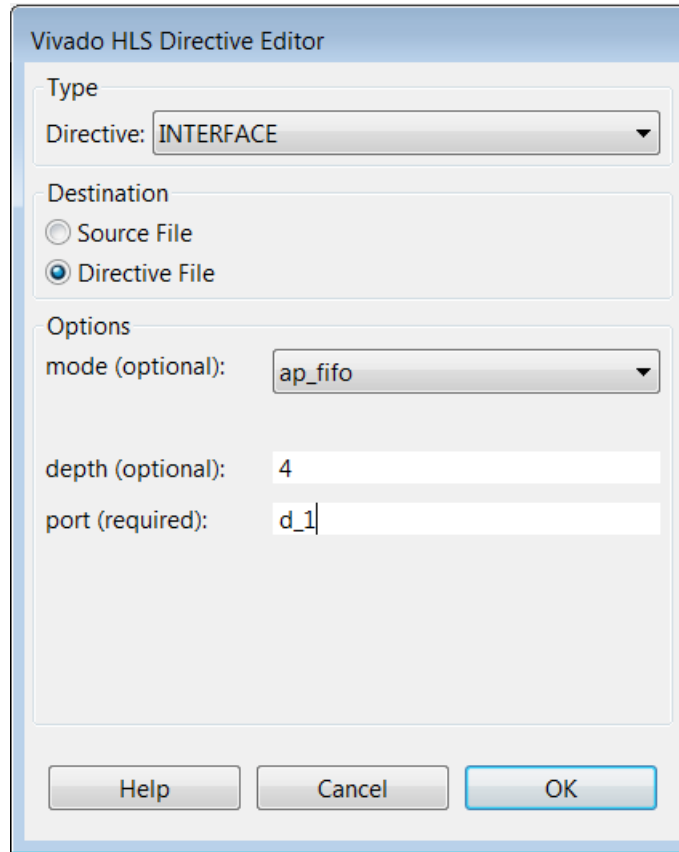 Vivado HLS Directive Editor
Type
Directive: INTERFACE
Destination
Source File
Directive File
Options
mode (optional): ap_fifo
depth (optional): 4
port (required): d_1
Help Cancel OK